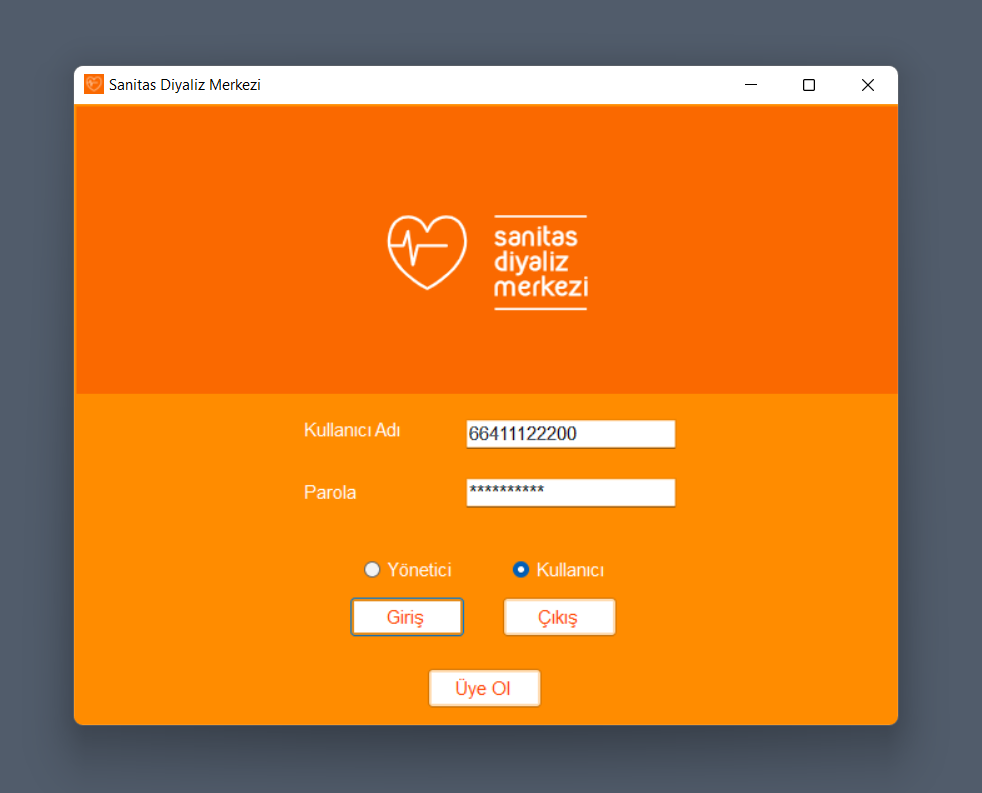 Sanitas Diyaliz Merkezi
sanitas
diyaliz
merkezi
Kullanıcı Adı 66411122200
Parola **********
Yönetici Kullanıcı
Giriş Çıkış
Üye Ol